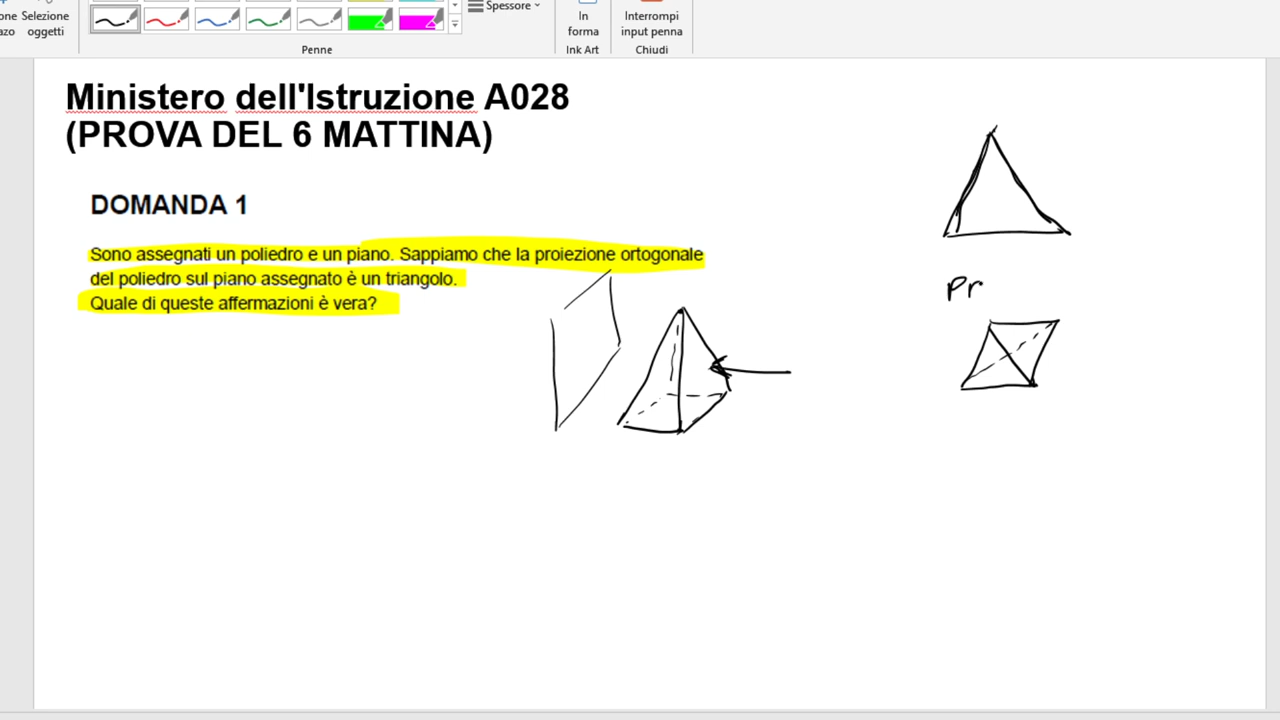 one Selezione
azo oggetti
Penne
Spessore
In
forma
Ink Art
Interrompi
input penna
Chiudi
Ministero dell'Istruzione A028
(PROVA DEL 6 MATTINA)
DOMANDA 1
Sono assegnati un poliedro e un piano. Sappiamo che la proiezione ortogonale
del poliedro sul piano assegnato è un triangolo.
Quale di queste affermazioni è vera?
Pr